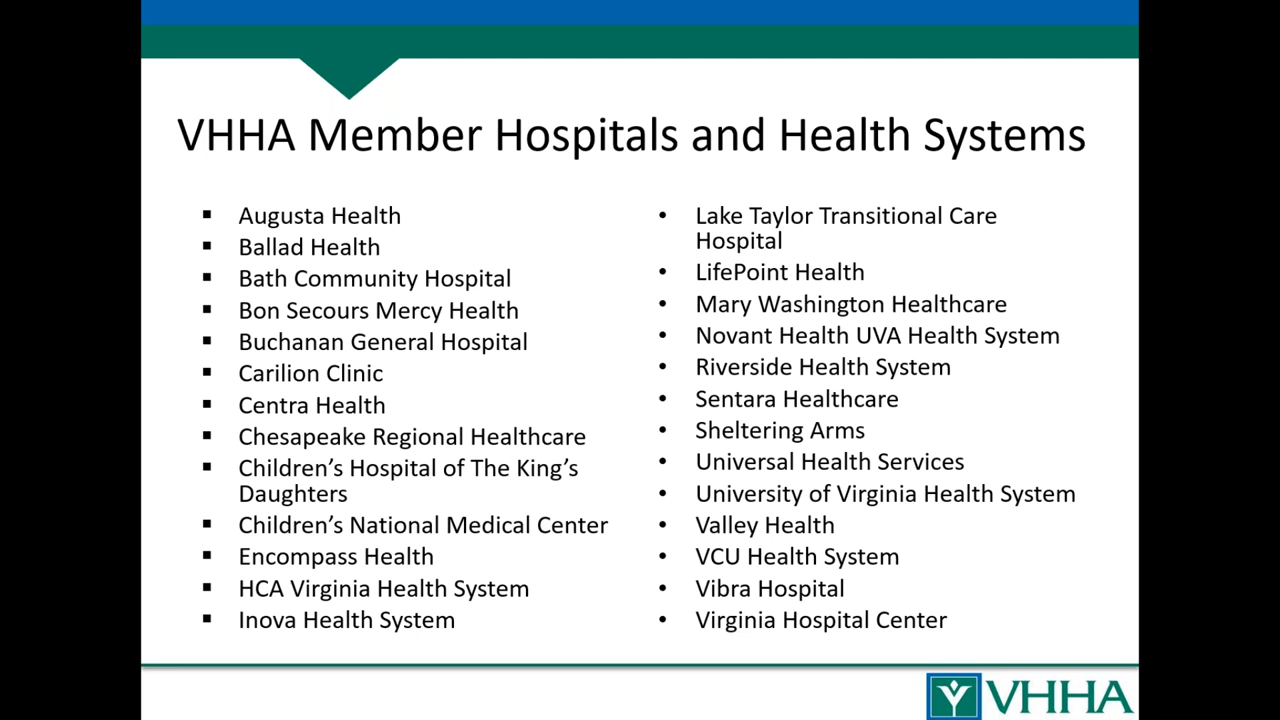 VHHA Member Hospitals and Health Systems
▪ Augusta Health
▪ Ballad Health
▪ Bath Community Hospital
▪ Bon Secours Mercy Health
▪ Buchanan General Hospital
▪ Carilion Clinic
▪ Centra Health
▪ Chesapeake Regional Healthcare
▪ Children’s Hospital of The King’s
Daughters
▪ Children’s National Medical Center
▪ Encompass Health
▪ HCA Virginia Health System
▪ Inova Health System
• Lake Taylor Transitional Care
Hospital
• LifePoint Health
• Mary Washington Healthcare
• Novant Health UVA Health System
• Riverside Health System
• Sentara Healthcare
• Sheltering Arms
• Universal Health Services
• University of Virginia Health System
• Valley Health
• VCU Health System
• Vibra Hospital
• Virginia Hospital Center
VHHA